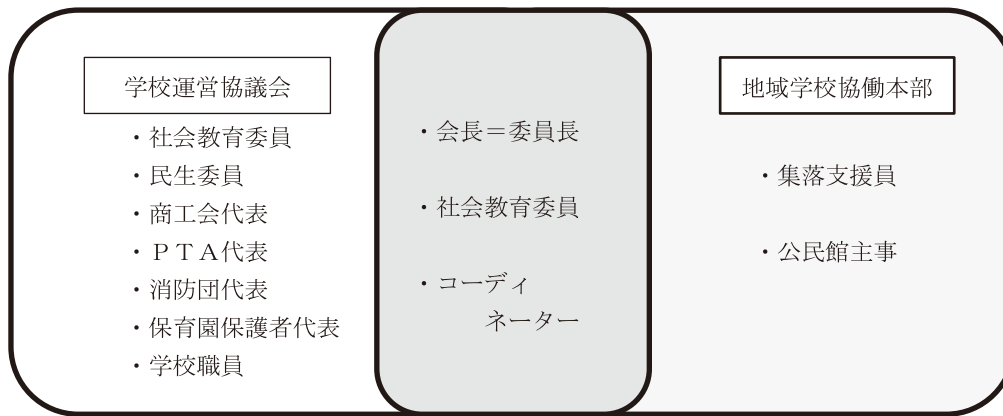 学校運営協議会
・社会教育委員
・民生委員
・商工会代表
・ＰＴＡ代表
・消防団代表
・保育園保護者代表
・学校職員
・会長＝委員長
・社会教育委員
・コーディ
ネーター
地域学校協働本部
・集落支援員
・公民館主事